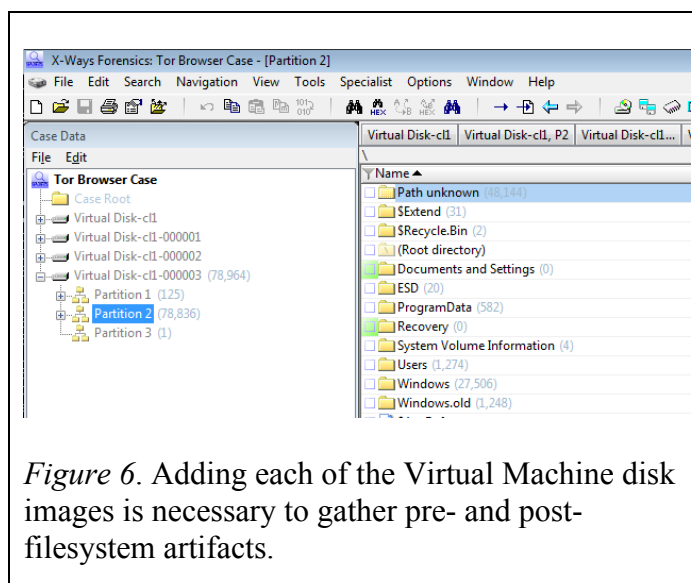 X-Ways Forensics: Tor Browser Case - [Partition 2]
File Edit Search Navigation View Tools Specialist Options Window Help
Case Data
File Edit
Tor Browser Case
Case Root
Virtual Disk-cl1
Virtual Disk-cl1-000001
Virtual Disk-cl1-000002
Virtual Disk-cl1-000003 (78,964)
Partition 1 (125)
Partition 2 (78,836)
Partition 3 (1)
Virtual Disk-cl1 Virtual Disk-cl1, P2 Virtual Disk-cl1...
\
Name
Path unknown (48,144)
$Extend (31)
$Recycle.Bin (2)
(Root directory)
Documents and Settings (0)
ESD (20)
ProgramData (582)
Recovery (0)
System Volume Information (4)
Users (1,274)
Windows (27,506)
Windows.old (1,248)
Figure 6. Adding each of the Virtual Machine disk
images is necessary to gather pre- and post-
filesystem artifacts.